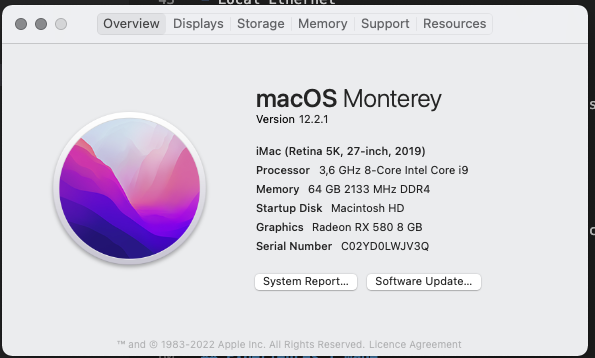 Local Ethernet
Overview Displays Storage Memory Support Resources
macOS Monterey
Version 12.2.1
iMac (Retina 5K, 27-inch, 2019)
Processor 3,6 GHz 8-Core Intel Core i9
Memory 64 GB 2133 MHz DDR4
Startup Disk Macintosh HD
Graphics Radeon RX 580 8 GB
Serial Number C02YD0LWJV3Q
System Report... Software Update...
™ and © 1983-2022 Apple Inc. All Rights Reserved. Licence Agreement